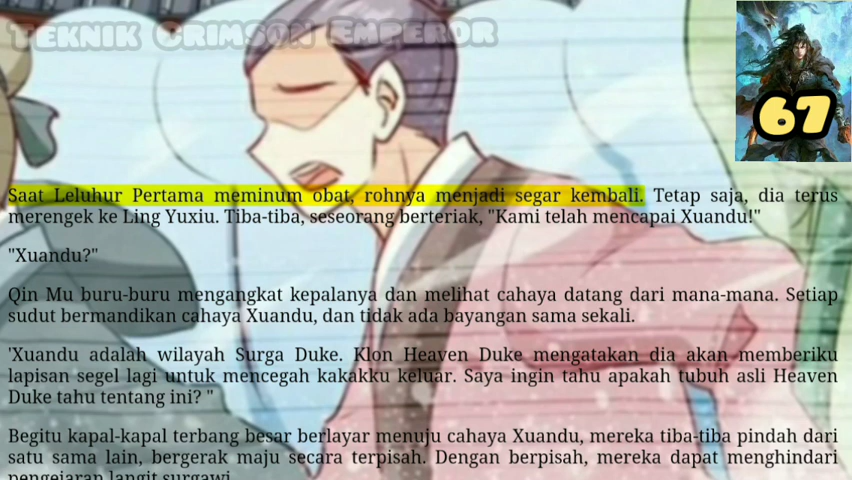 Teknik Crimson Emperor
67
Saat Leluhur Pertama meminum obat, rohnya menjadi segar kembali. Tetap saja, dia terus
merengek ke Ling Yuxiu. Tiba-tiba, seseorang berteriak, "Kami telah mencapai Xuandu!"
"Xuandu?"
Qin Mu buru-buru mengangkat kepalanya dan melihat cahaya datang dari mana-mana. Setiap
sudut bermandikan cahaya Xuandu, dan tidak ada bayangan sama sekali.
'Xuandu adalah wilayah Surga Duke. Klon Heaven Duke mengatakan dia akan memberiku
lapisan segel lagi untuk mencegah kakakku keluar. Saya ingin tahu apakah tubuh asli Heaven
Duke tahu tentang ini? "
Begitu kapal-kapal terbang besar berlayar menuju cahaya Xuandu, mereka tiba-tiba pindah dari
satu sama lain, bergerak maju secara terpisah. Dengan berpisah, mereka dapat menghindari
pengejaran langit surgawi